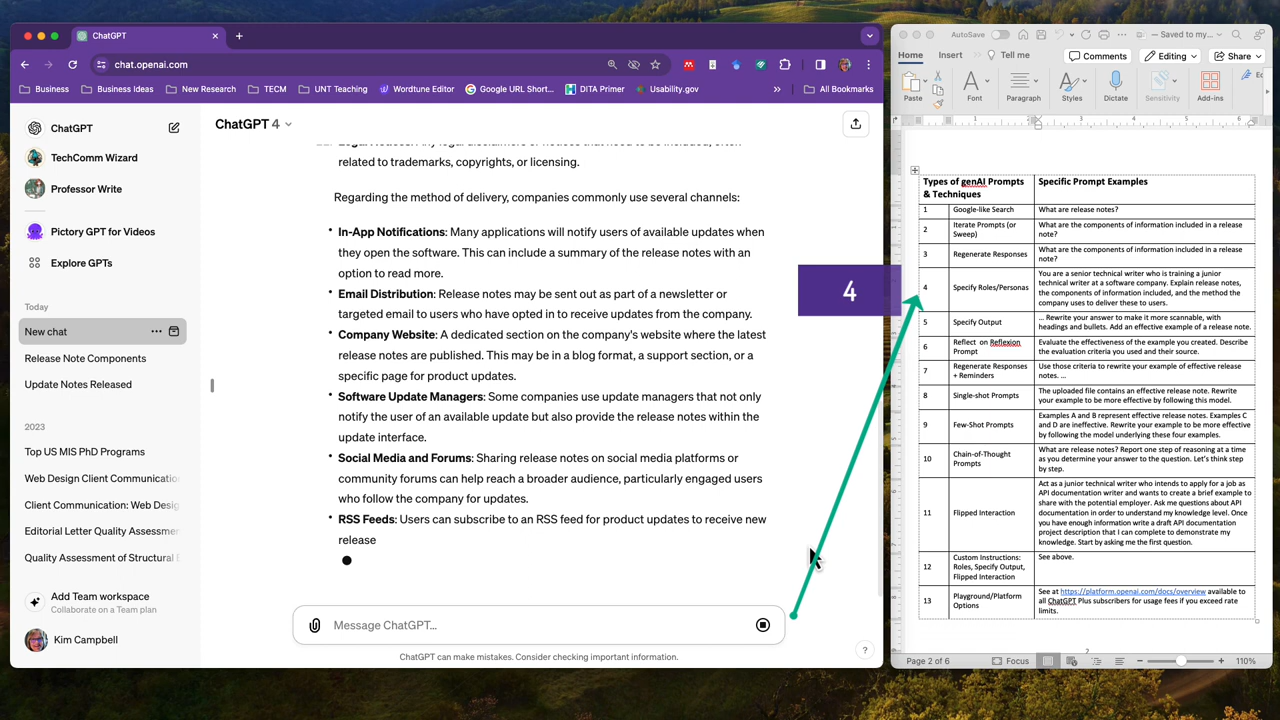 ChatGPT
chat.openai.com
Business
Business Ideas
New Research
TECM
UNT Teaching
Wordtune Editor
Google URL Short...
DITA Primer
Usability.gov
All Bookmarks
ChatGPT
TechComm Wizard
Professor Write
Pictory GPT for Videos
Explore GPTs
Today
New chat
Release Note Components
Update Notes Released
2023
Top US MIS PhD Programs
Web Design Client Communicatio
Client Communication: Web Desig
Editorial Letter Quality Assessmen
Quality Assessment of Structural
Add Team workspace
Collaborate on a Team plan
Kim Campbell
ChatGPT 4
related to trademarks, copyrights, or licensing.
Regarding the method of delivery, companies commonly use several channels:
• In-App Notifications: Many applications will notify users of available updates when
they open the software. This can include a summary of the release notes with an
option to read more.
• Email Distribution: Release notes may be sent out as part of a newsletter or
targeted email to users who have opted in to receive updates from the company.
• Company Website: A dedicated section on the company's website where the latest
release notes are published. This may be in a blog format, a support section, or a
specific page for product updates.
• Software Update Managers: Some companies use update managers that not only
notify the user of an available update but also provide the release notes within the
update interface.
• Social Media and Forums: Sharing release notes on social media platforms or
community forums can help reach a broader audience, particularly engaged users
who follow the company for updates.
• RSS Feeds: Users can subscribe to an RSS feed for product updates to receive new
release
Message ChatGPT...
ChatGPT can make mistakes. Consider checking important information.
?
4
AutoSave
— Saved to my...
Home Insert Tell me
Comments Editing Share
Paste Font Paragraph Styles Dictate Sensitivity Add-ins
Types of genAI Prompts
& Techniques
Specific Prompt Examples
1 Google-like Search What are release notes?
2 Iterate Prompts (or
Sweep)
What are the components of information included in a release
note?
3 Regenerate Responses
What are the components of information included in a release
note?
4 Specify Roles/Personas
You are a senior technical writer who is training a junior
technical writer at a software company. Explain release notes,
the components of information included, and the method the
company uses to deliver these to users.
5 Specify Output
... Rewrite your answer to make it more scannable, with
headings and bullets. Add an effective example of a release note.
6 Reflect on Reflexion
Prompt
Evaluate the effectiveness of the example you created. Describe
the evaluation criteria you used and their source.
7 Regenerate Responses
+ Reminders
Use those criteria to rewrite your example of effective release
notes. ...
8 Single-shot Prompts
The uploaded file contains an effective release note. Rewrite
your example to be more effective by following this model.
9 Few-Shot Prompts
Examples A and B represent effective release notes. Examples C
and D are ineffective. Rewrite your example to be more effective
by following the model underlying these four examples.
10 Chain-of-Thought
Prompts
What are release notes? Report one step of reasoning at a time
as you determine your answer to the question. Let's think step
by step.
11 Flipped Interaction
Act as a junior technical writer who intends to apply for a job as
API documentation writer and wants to create a brief example to
share with the potential employer. Ask me questions about API
documentation in order to understand my knowledge level. Once
you have enough information write a draft API documentation
project description that I can complete to demonstrate my
knowledge. Start by asking me the first question.
12 Custom Instructions:
Roles, Specify Output,
Flipped Interaction
See above.
13 Playground/Platform
Options
See at https://platform.openai.com/docs/overview available to
all ChatGPT Plus subscribers for usage fees if you exceed rate
limits.
2
Page 2 of 6 Focus 110%